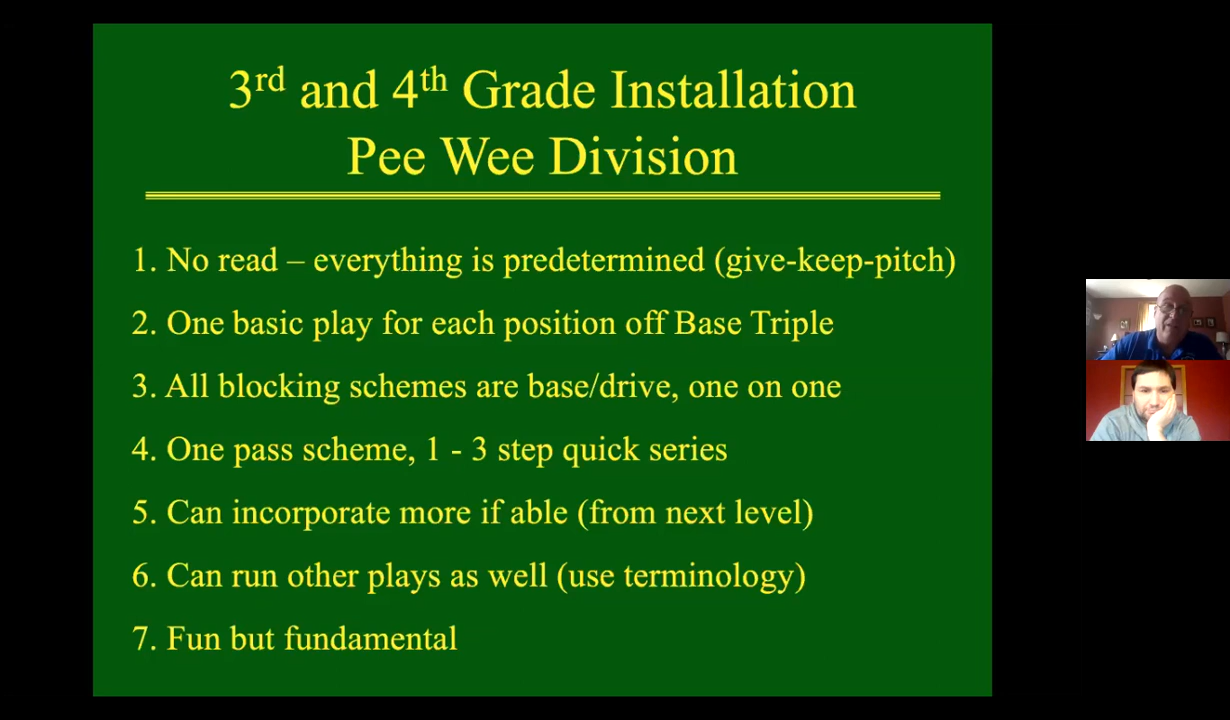 3rd and 4th Grade Installation
Pee Wee Division
1. No read – everything is predetermined (give-keep-pitch)
2. One basic play for each position off Base Triple
3. All blocking schemes are base/drive, one on one
4. One pass scheme, 1 - 3 step quick series
5. Can incorporate more if able (from next level)
6. Can run other plays as well (use terminology)
7. Fun but fundamental